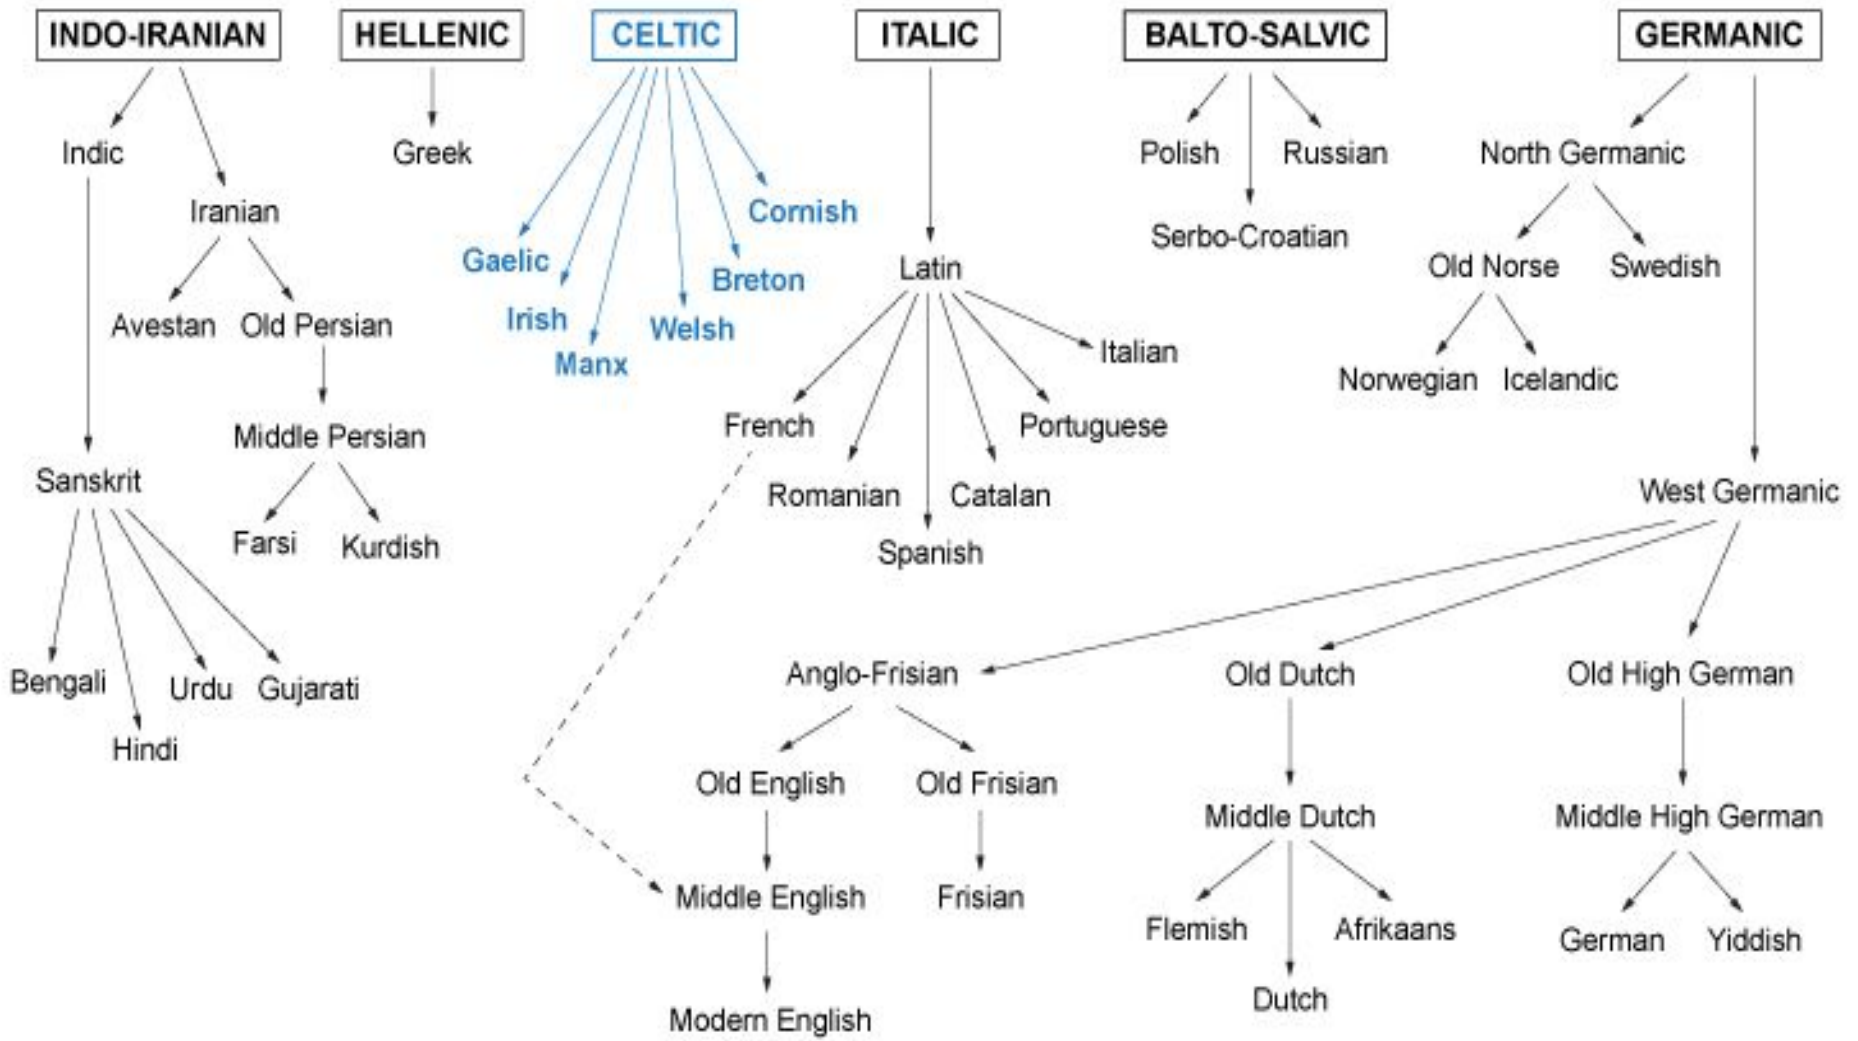 INDO-IRANIAN
HELLENIC
CELTIC
ITALIC
BALTO-SALVIC
GERMANIC
Indic
Greek
Polish
Russian
North Germanic
Iranian
Cornish
Serbo-Croatian
Gaelic
Breton
Latin
Old Norse
Swedish
Avestan
Old Persian
Irish
Welsh
Manx
Italian
Norwegian
Icelandic
French
Portuguese
Middle Persian
Sanskrit
Romanian
Catalan
West Germanic
Farsi
Kurdish
Spanish
Bengali
Urdu
Gujarati
Anglo-Frisian
Old Dutch
Old High German
Hindi
Old English
Old Frisian
Middle Dutch
Middle High German
Middle English
Frisian
Flemish
Afrikaans
German
Yiddish
Dutch
Modern English